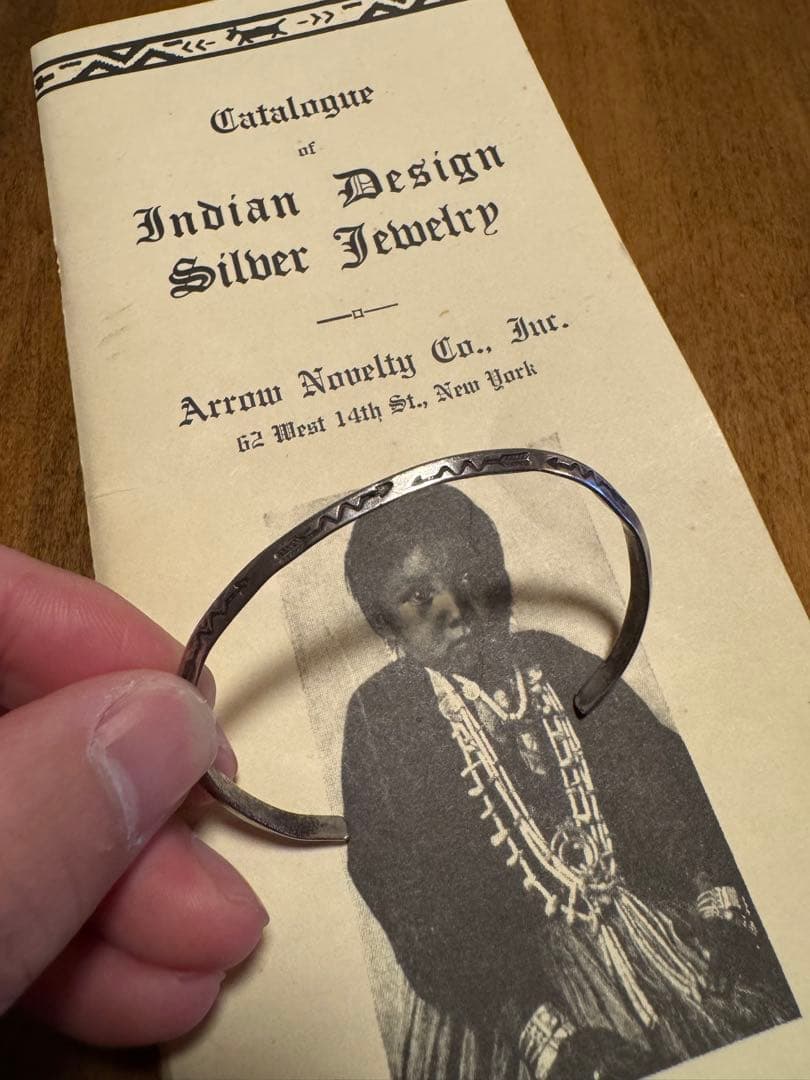 Catalogue
of
Indian Design
Silver Jewelry
Arrow Novelty Co., Inc.
62 West 14th St., New York